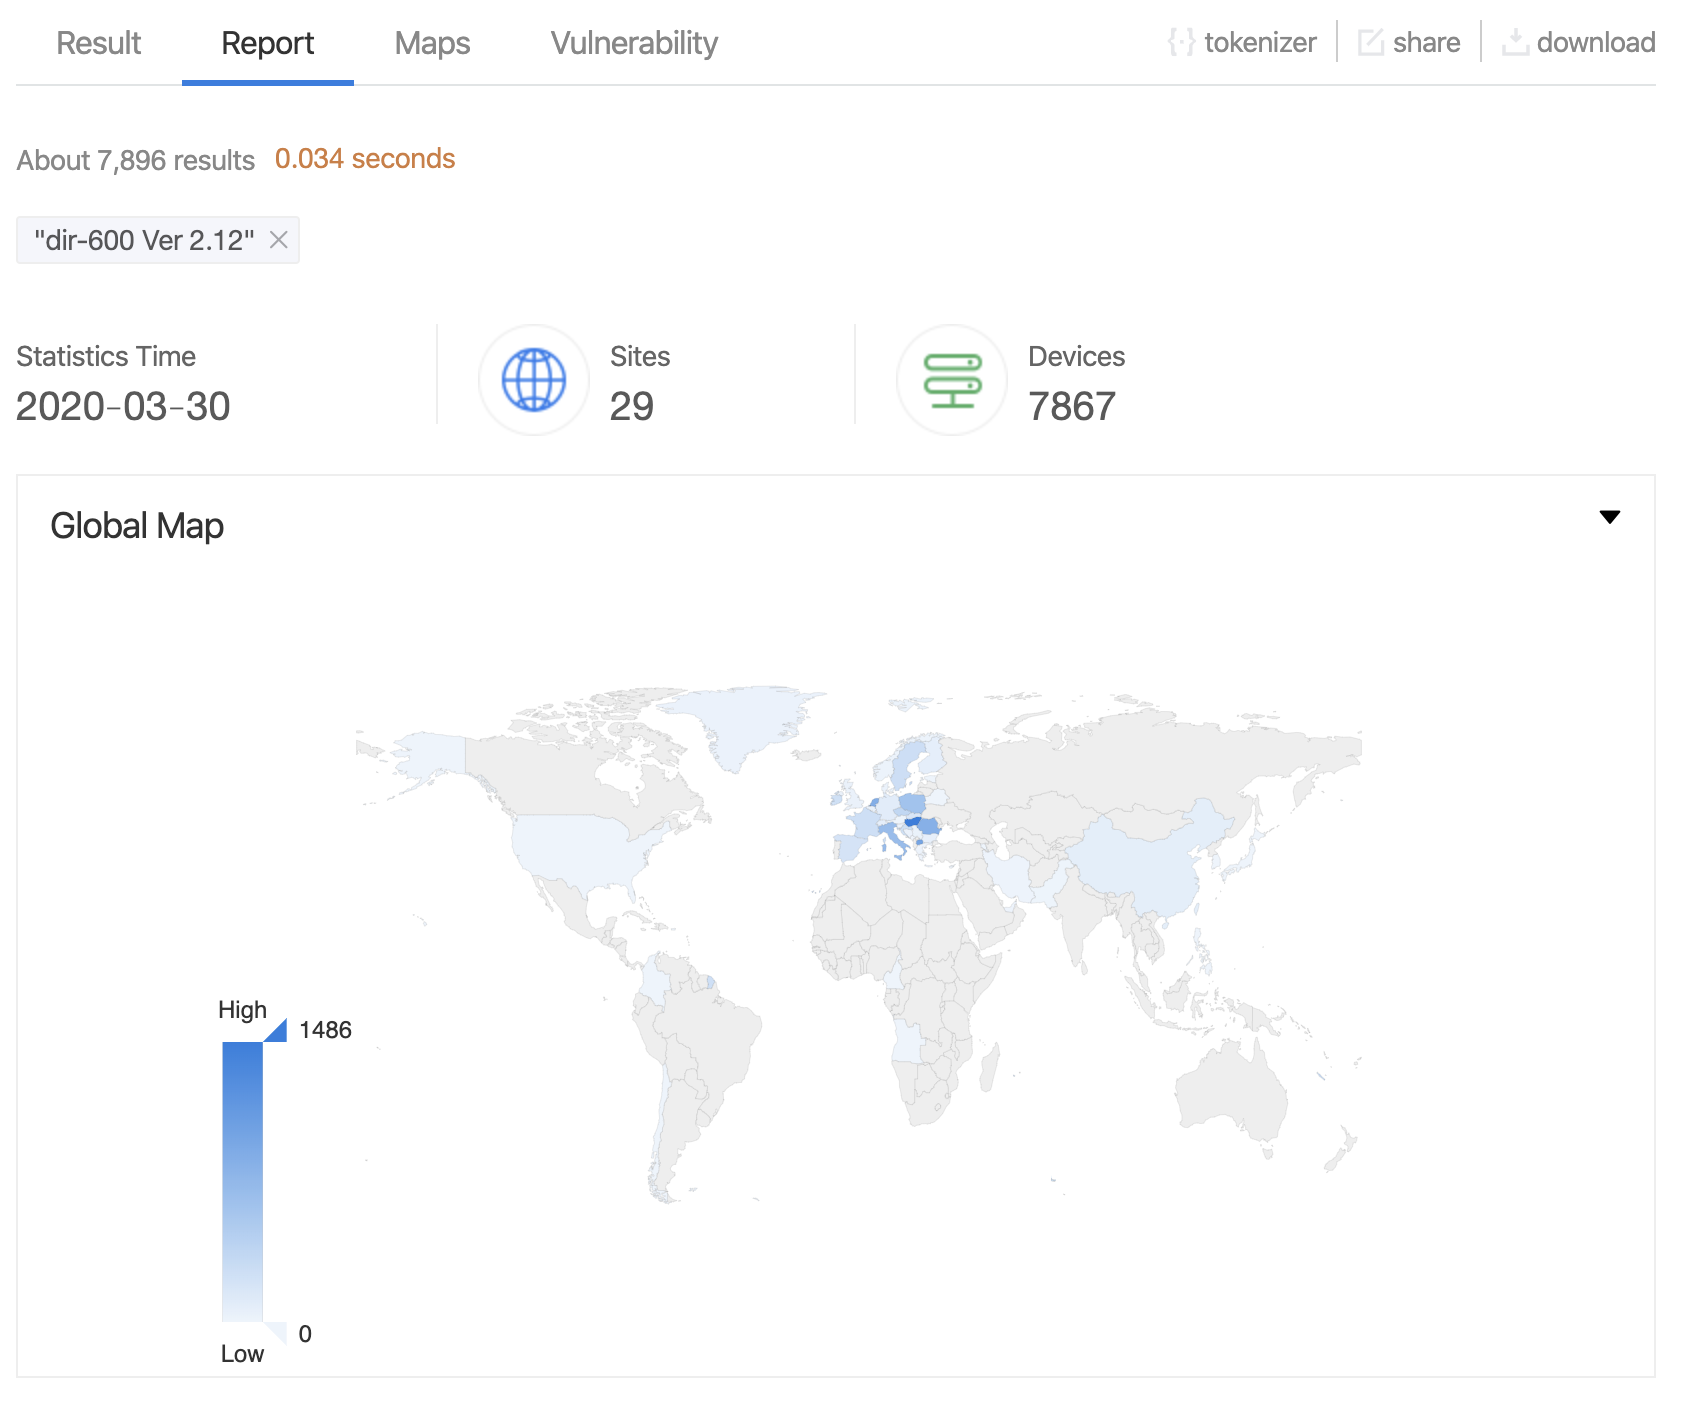 Result Report Maps Vulnerability tokenizer share download
About 7,896 results 0.034 seconds
"dir-600 Ver 2.12"
Statistics Time Sites Devices
2020-03-30 29 7867
Global Map
High
1486
0
Low